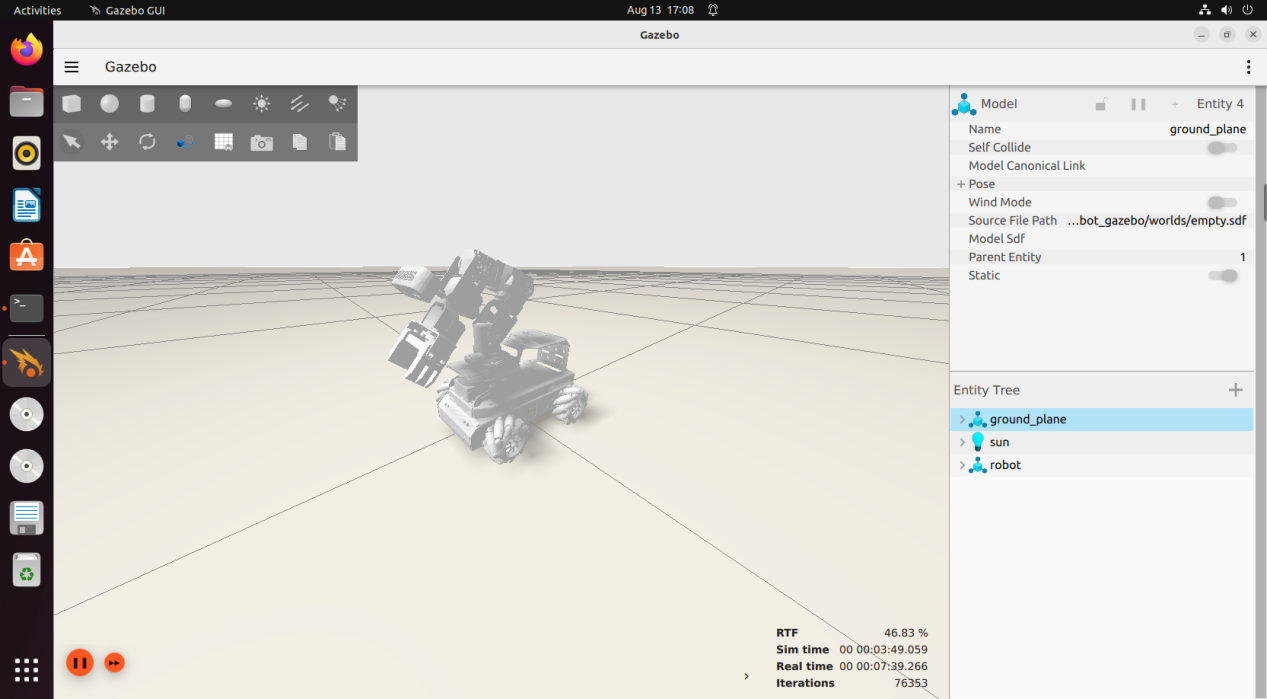 Activities Gazebo GUI Aug 13 17:08
Gazebo
Gazebo
Model Entity 4
Name ground_plane
Self Collide
Model Canonical Link
+ Pose
Wind Mode
Source File Path ...bot_gazebo/worlds/empty.sdf
Model Sdf
Parent Entity 1
Static
Entity Tree
ground_plane
sun
robot
RTF 46.83 %
Sim time 00 00:03:49.059
Real time 00 00:07:39.266
Iterations 76353